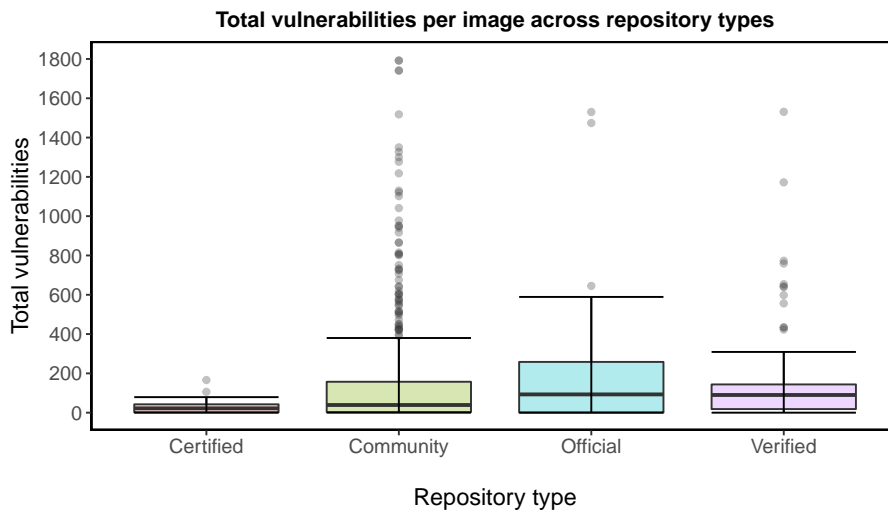 Total vulnerabilities per image across repository types
Total vulnerabilities
1800
1600
1400
1200
1000
800
600
400
200
0
Certified Community Official Verified
Repository type